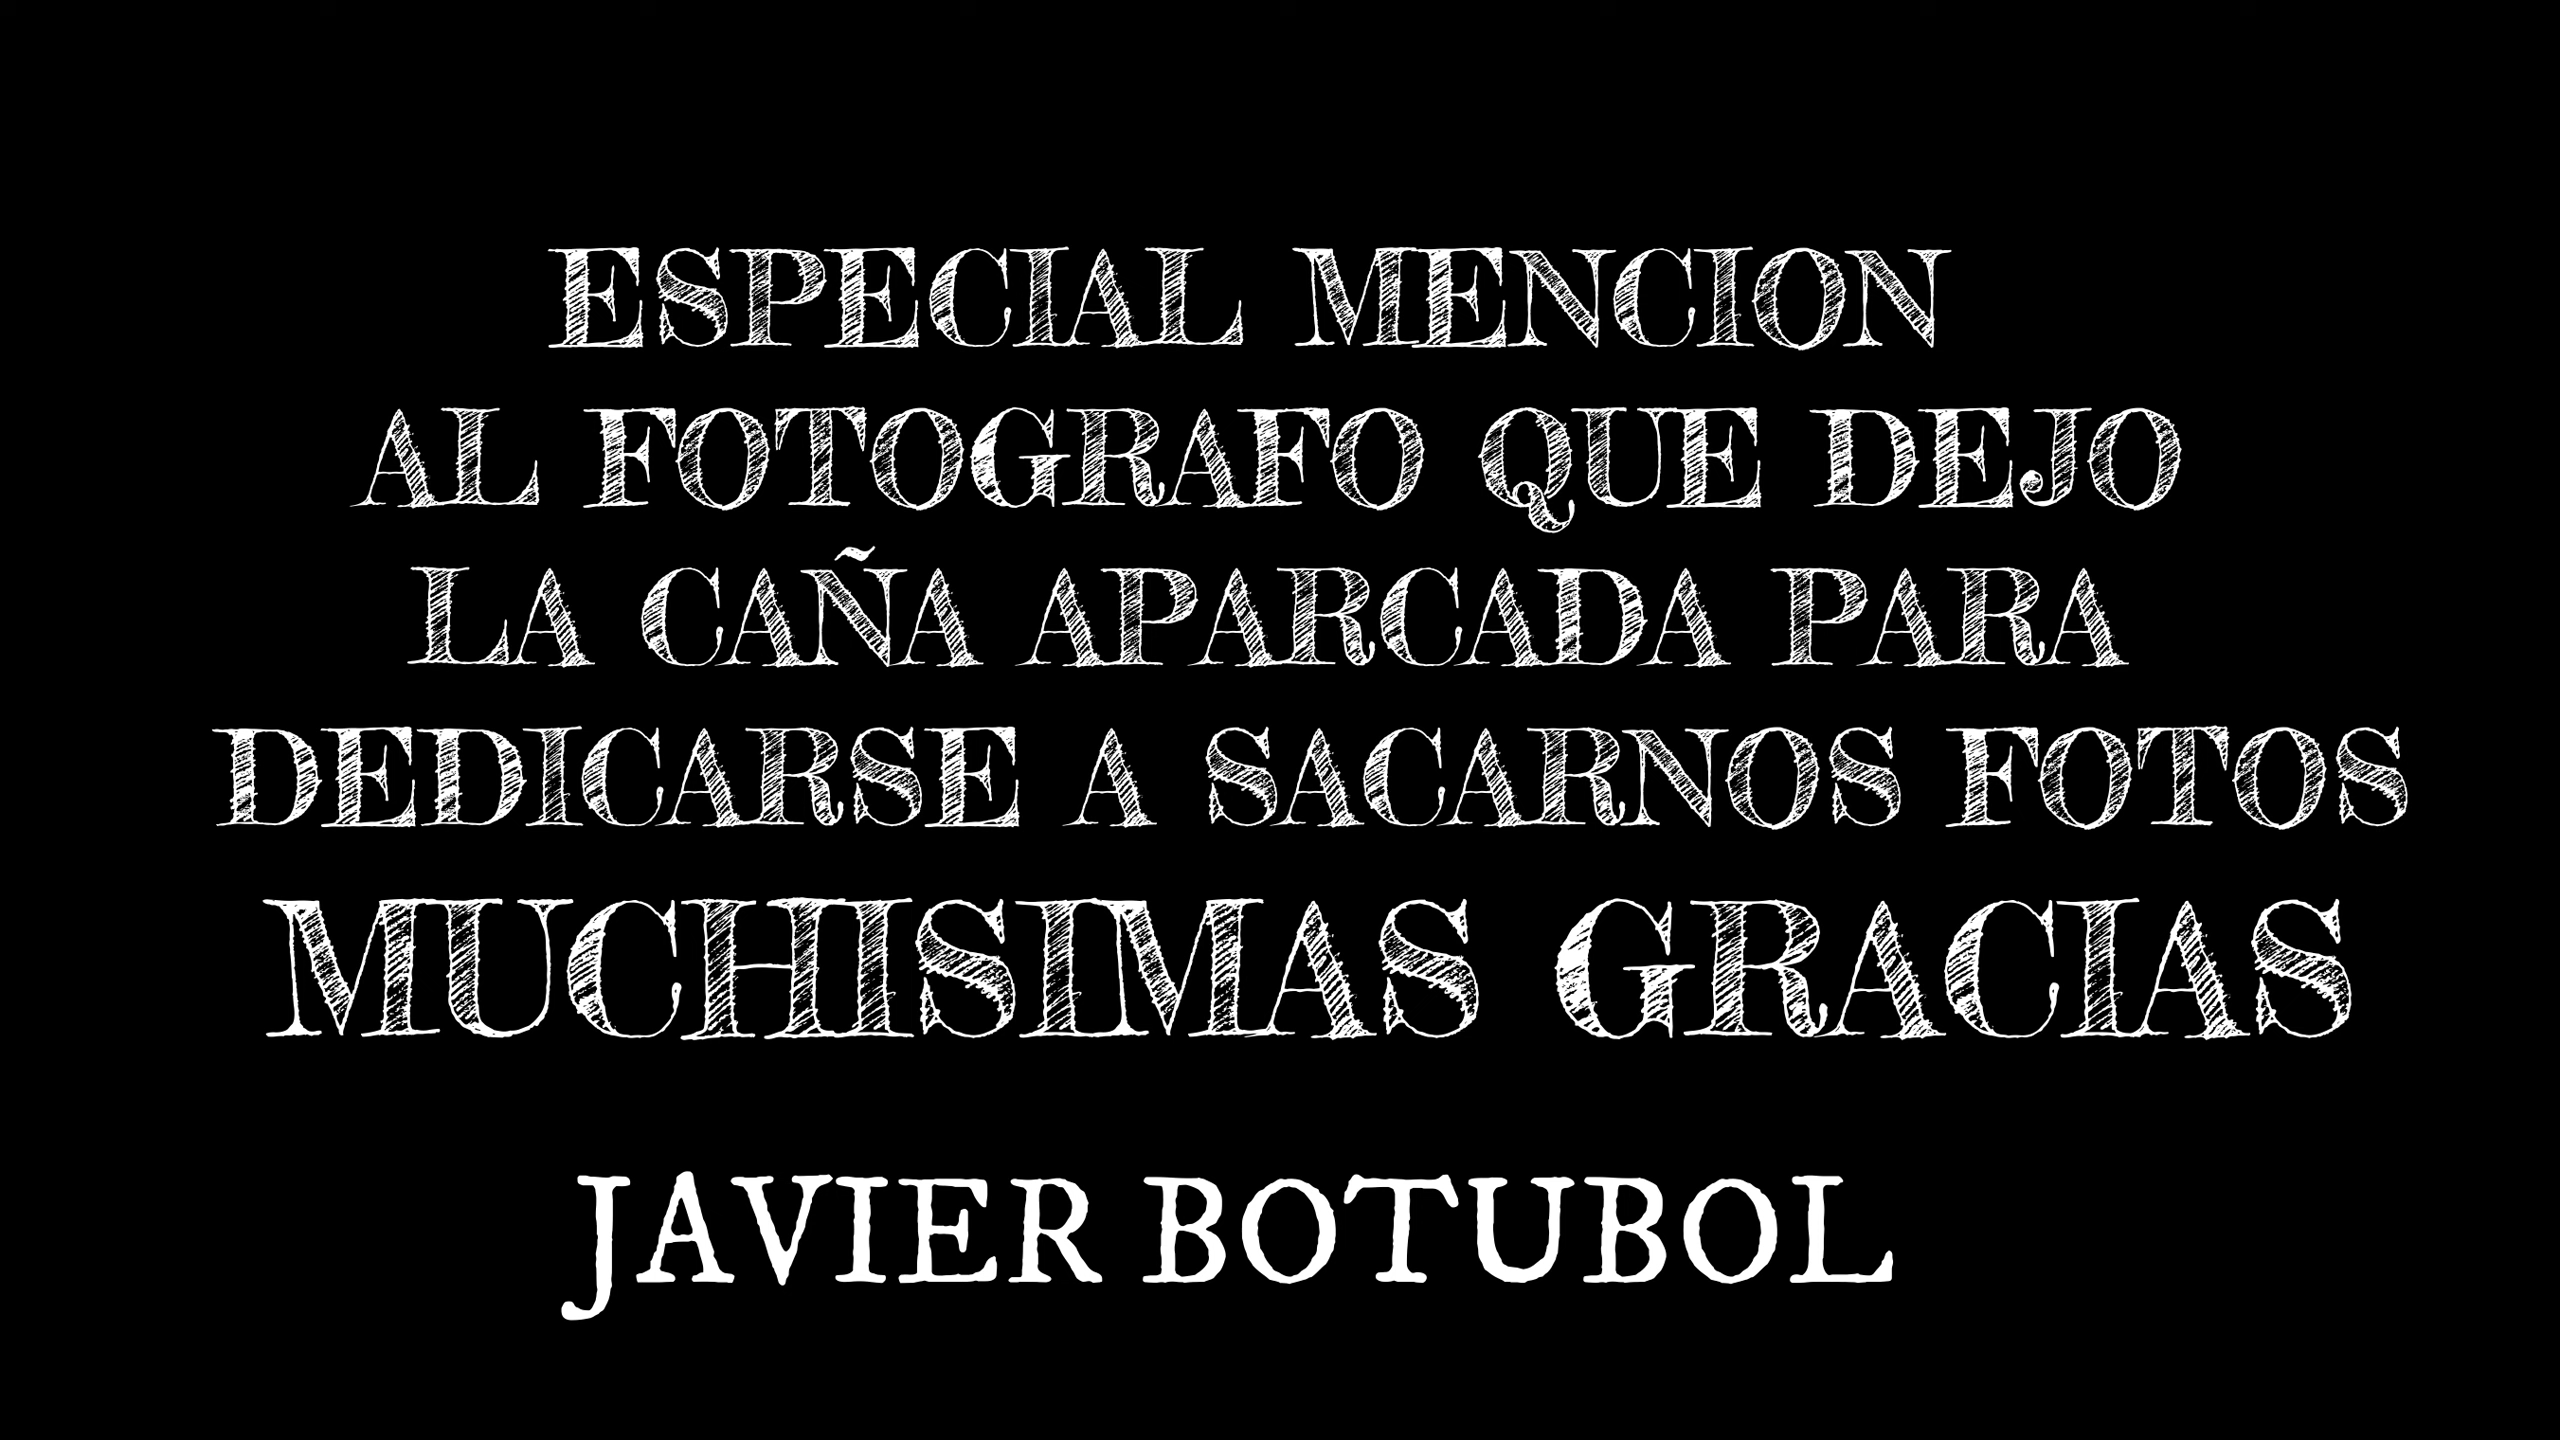 ESPECIAL MENCION
AL FOTOGRAFO QUE DEJO
LA CAÑA APARCADA PARA
DEDICARSE A SACARNOS FOTOS
MUCHISIMAS GRACIAS
JAVIER BOTUBOL